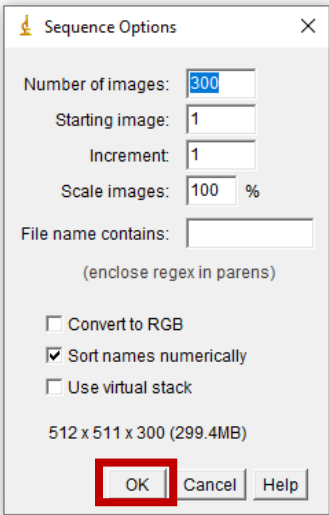 Sequence Options
Number of images: 300
Starting image: 1
Increment: 1
Scale images: 100 %
File name contains:
(enclose regex in parens)
Convert to RGB
Sort names numerically
Use virtual stack
512 x 511 x 300 (299.4MB)
OK Cancel Help